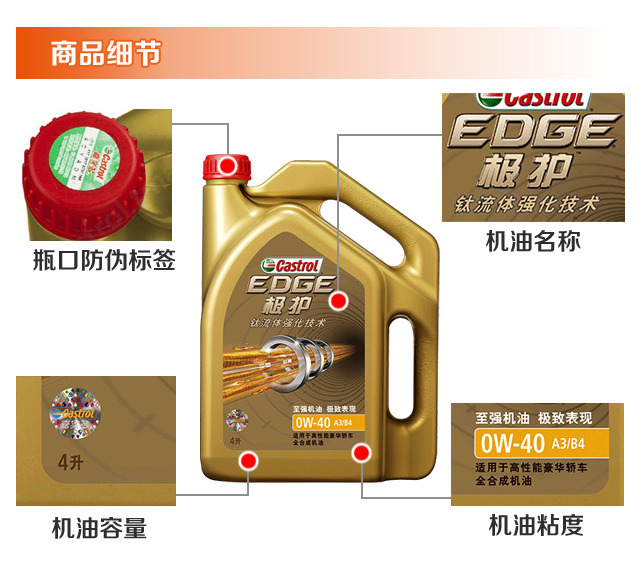 商品细节
Castrol
瓶口防伪标签
Castrol
EDGE
极护
钛流体强化技术
机油名称
Castrol
EDGE
极护
钛流体强化技术
至强机油 极致表现
0W-40 A3/B4
适用于高性能豪华轿车
全合成机油
4升
Castrol
嘉实多
4升
机油容量
至强机油 极致表现
0W-40 A3/B4
适用于高性能豪华轿车
全合成机油
机油粘度